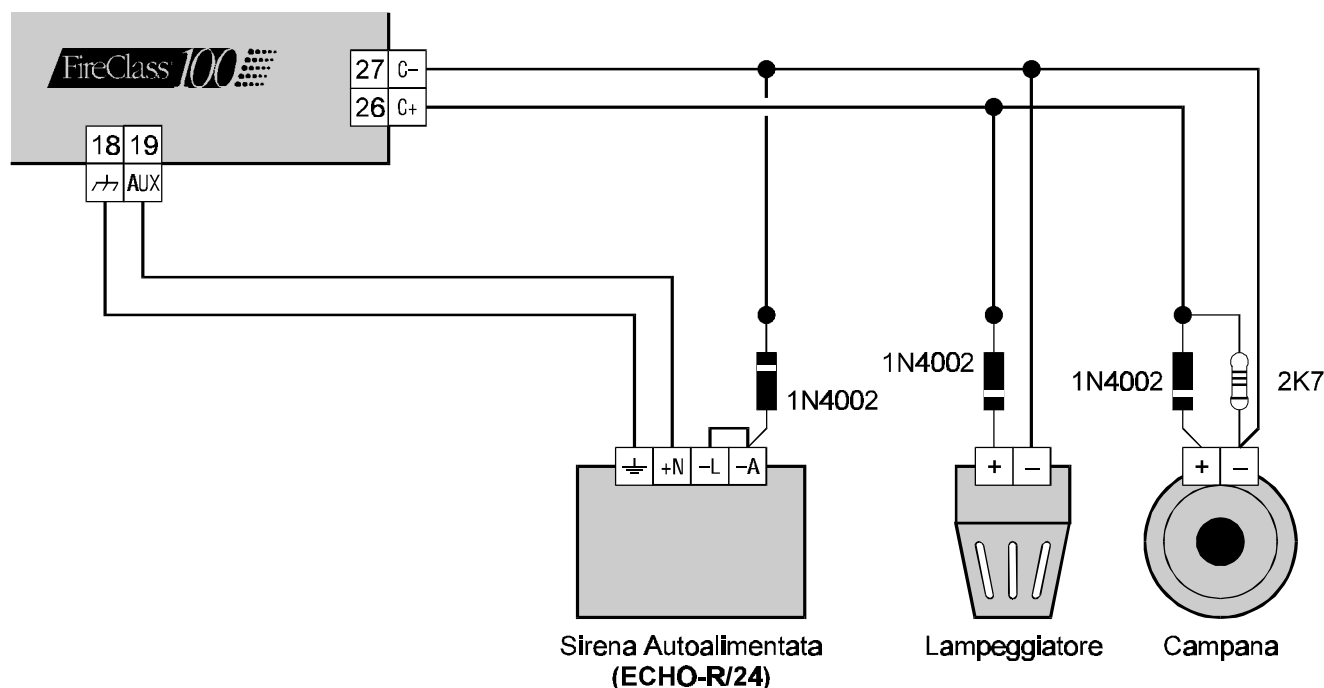 FireClass 100
27 C–
26 C+
18 19
AUX
1N4002
1N4002
1N4002
2K7
+N –L –A
+ –
+ –
Sirena Autoalimentata
(ECHO-R/24)
Lampeggiatore
Campana